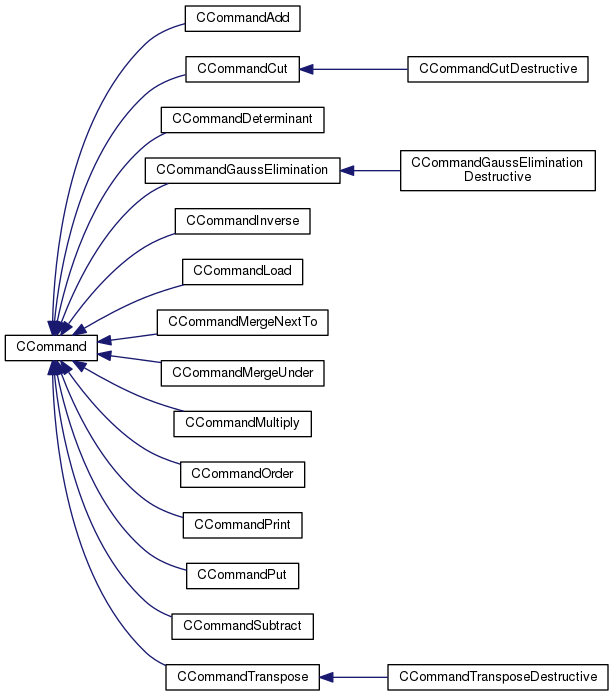 CCommandAdd
CCommandCut
CCommandCutDestructive
CCommandDeterminant
CCommandGaussElimination
CCommandGaussElimination
Destructive
CCommandInverse
CCommandLoad
CCommandMergeNextTo
CCommand
CCommandMergeUnder
CCommandMultiply
CCommandOrder
CCommandPrint
CCommandPut
CCommandSubtract
CCommandTranspose
CCommandTransposeDestructive